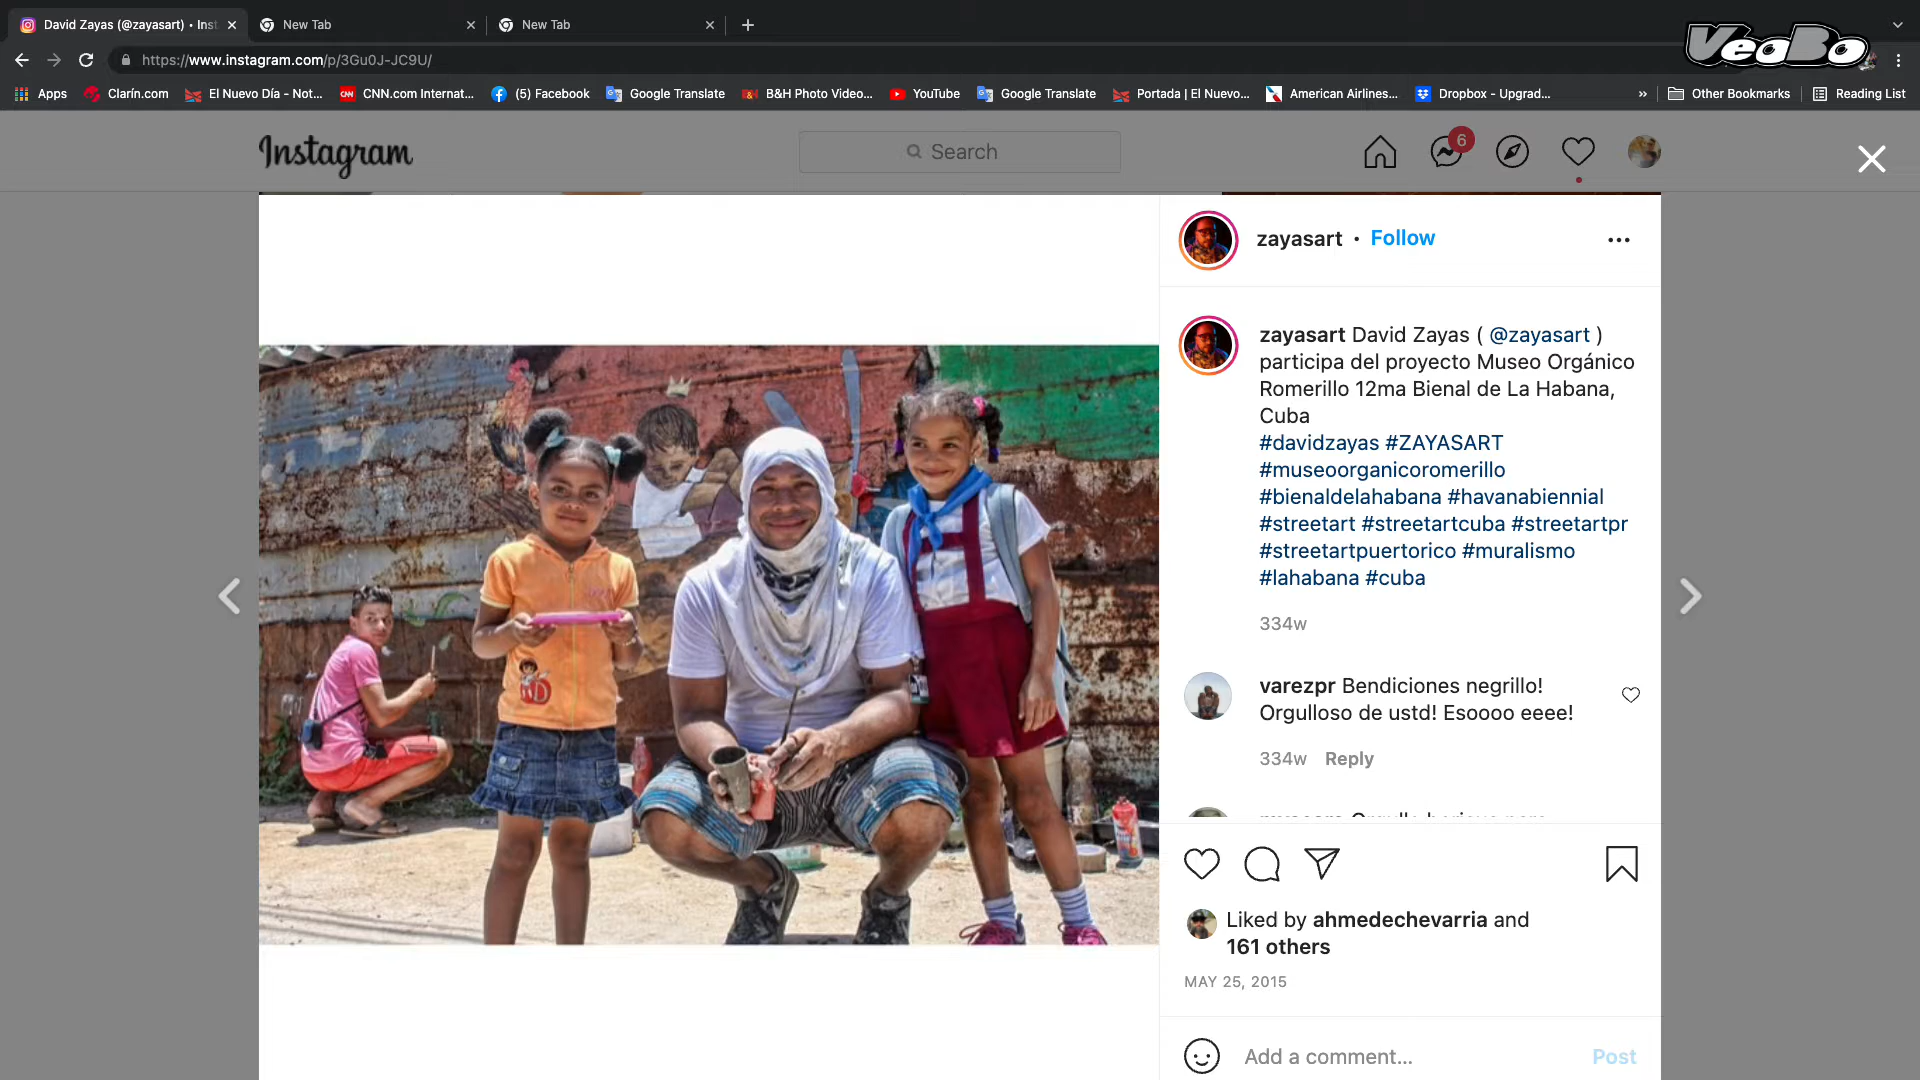 David Zayas (@zayasart) • Inst
New Tab
New Tab
VeoBo
https://www.instagram.com/p/3Gu0J-JC9U/
Apps
Clarín.com
El Nuevo Día - Not...
CNN.com Internat...
(5) Facebook
Google Translate
B&H Photo Video...
YouTube
Google Translate
Portada | El Nuevo...
American Airlines...
Dropbox - Upgrad...
»
Other Bookmarks
Reading List
Instagram
Search
6
zayasart • Follow
zayasart David Zayas ( @zayasart )
participa del proyecto Museo Orgánico
Romerillo 12ma Bienal de La Habana,
Cuba
#davidzayas #ZAYASART
#museoorganicoromerillo
#bienaldelahabana #havanabiennial
#streetart #streetartcuba #streetartpr
#streetartpuertorico #muralismo
#lahabana #cuba
334w
varezpr Bendiciones negrillo!
Orgulloso de ustd! Esoooo eeee!
334w Reply
Liked by ahmedechevarria and
161 others
MAY 25, 2015
Add a comment...
Post